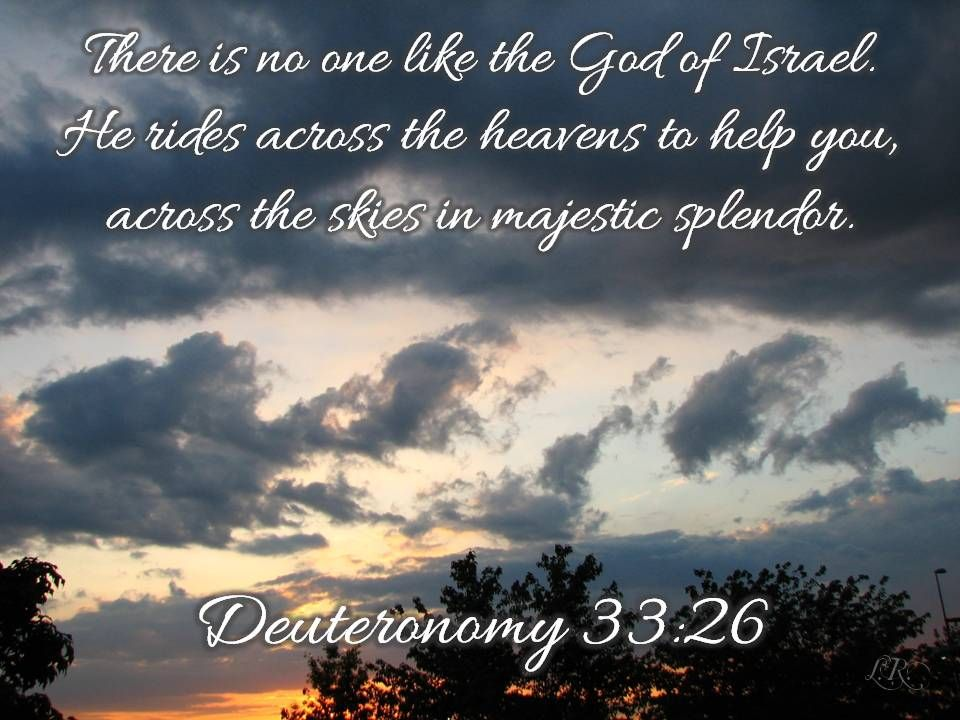 There is no one like the God of Israel.
He rides across the heavens to help you,
across the skies in majestic splendor.
Deuteronomy 33:26
L.R.